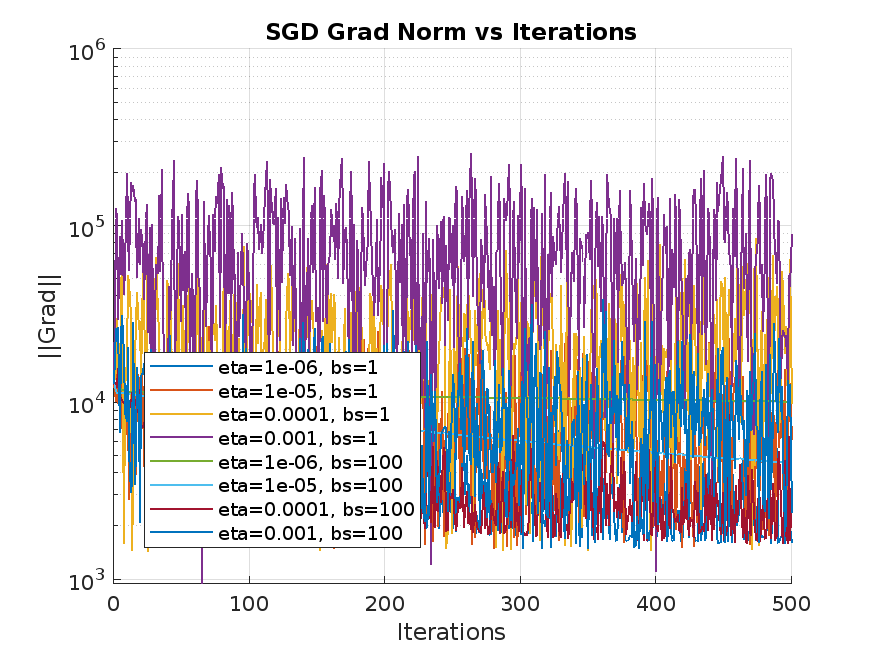 SGD Grad Norm vs Iterations
10^6
10^5
10^4
10^3
||Grad||
eta=1e-06, bs=1
eta=1e-05, bs=1
eta=0.0001, bs=1
eta=0.001, bs=1
eta=1e-06, bs=100
eta=1e-05, bs=100
eta=0.0001, bs=100
eta=0.001, bs=100
0 100 200 300 400 500
Iterations